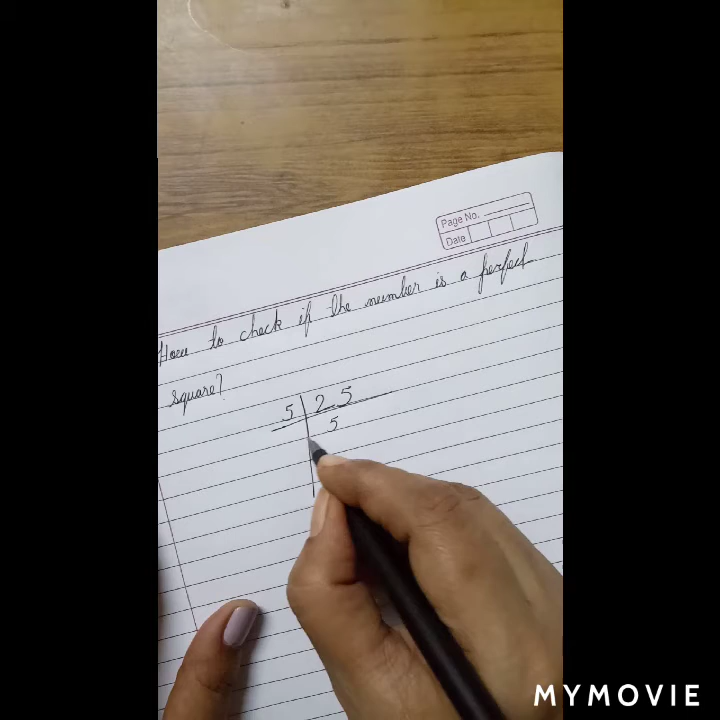 Page No.
Date
How to check if the number is a perfect
square?
5 25
5
MYMOVIE